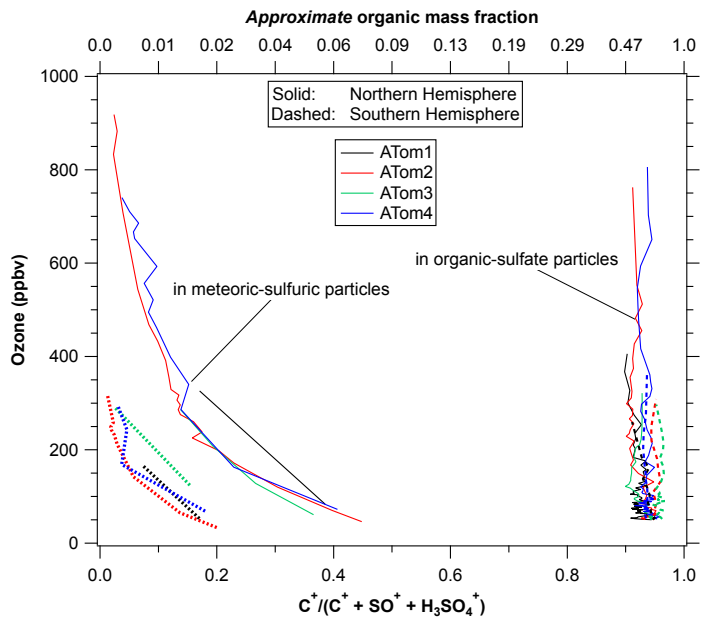 Approximate organic mass fraction
0.0 0.01 0.02 0.04 0.06 0.09 0.13 0.19 0.29 0.47 1.0
1000
800
600
400
200
0
Ozone (ppbv)
Solid: Northern Hemisphere
Dashed: Southern Hemisphere
ATom1
ATom2
ATom3
ATom4
in organic-sulfate particles
in meteoric-sulfuric particles
0.0 0.2 0.4 0.6 0.8 1.0
C⁺/(C⁺ + SO⁺ + H₃SO₄⁺)